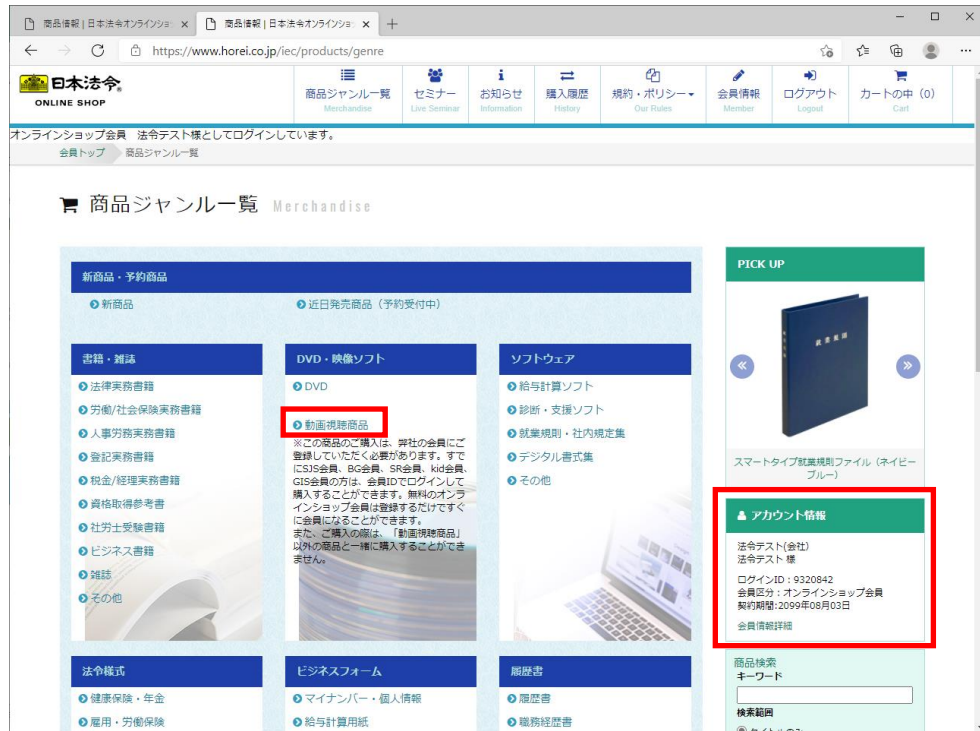 商品情報 | 日本法令オンラインショ
商品情報 | 日本法令オンラインショ
https://www.horei.co.jp/iec/products/genre
日本法令®
ONLINE SHOP
商品ジャンル一覧
Merchandise
セミナー
Live Seminar
お知らせ
Information
購入履歴
History
規約・ポリシー
Our Rules
会員情報
Member
ログアウト
Logout
カートの中（0）
Cart
オンラインショップ会員 法令テスト様としてログインしています。
会員トップ 商品ジャンル一覧
商品ジャンル一覧 Merchandise
新商品・予約商品
新商品
近日発売商品（予約受付中）
書籍・雑誌
法律実務書籍
労働/社会保険実務書籍
人事労務実務書籍
登記実務書籍
税金/経理実務書籍
資格取得参考書
社労士受験書籍
ビジネス書籍
雑誌
その他
DVD・映像ソフト
DVD
動画視聴商品
※この商品のご購入は、弊社の会員にご
登録していただく必要があります。すで
にSJS会員、BG会員、SR会員、kid会員、
GIS会員の方は、会員IDでログインして
購入することができます。無料のオンラ
インショップ会員は登録するだけですぐ
に会員になることができます。
また、ご購入の際は、「動画視聴商品」
以外の商品と一緒に購入することができ
ません。
ソフトウェア
給与計算ソフト
診断・支援ソフト
就業規則・社内規定集
デジタル書式集
その他
PICK UP
就業規則
スマートタイプ就業規則ファイル（ネイビー
ブルー）
アカウント情報
法令テスト(会社)
法令テスト 様
ログインID：9320842
会員区分：オンラインショップ会員
契約期間:2099年08月03日
会員情報詳細
法令様式
健康保険・年金
雇用・労働保険
ビジネスフォーム
マイナンバー・個人情報
給与計算用紙
履歴書
履歴書
職務経歴書
商品検索
キーワード
検索範囲
タイトルのみ